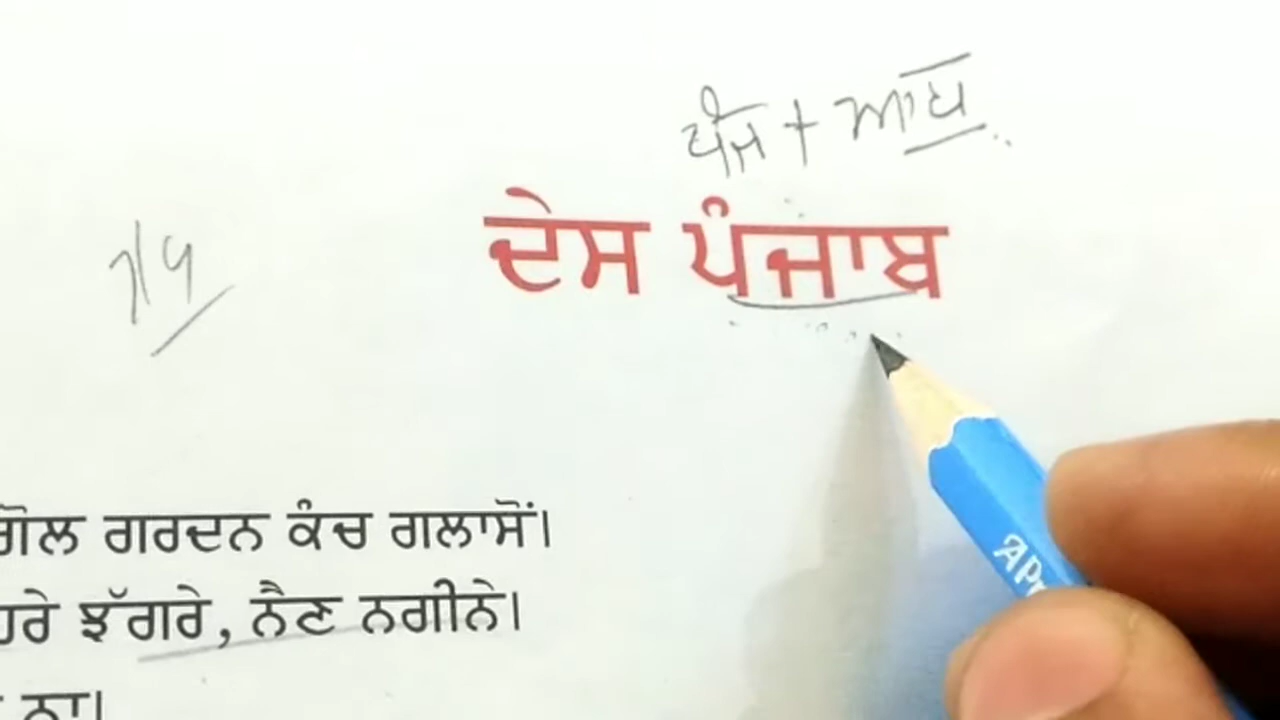 ਪੰਜ + ਆਬ
ਦੇਸ ਪੰਜਾਬ
ਗੋਲ ਗਰਦਨ ਕੰਚ ਗਲਾਸੋਂ।
ਝੱਗਰੇ, ਨੈਣ ਨਗੀਨੇ।
ਨਾ।